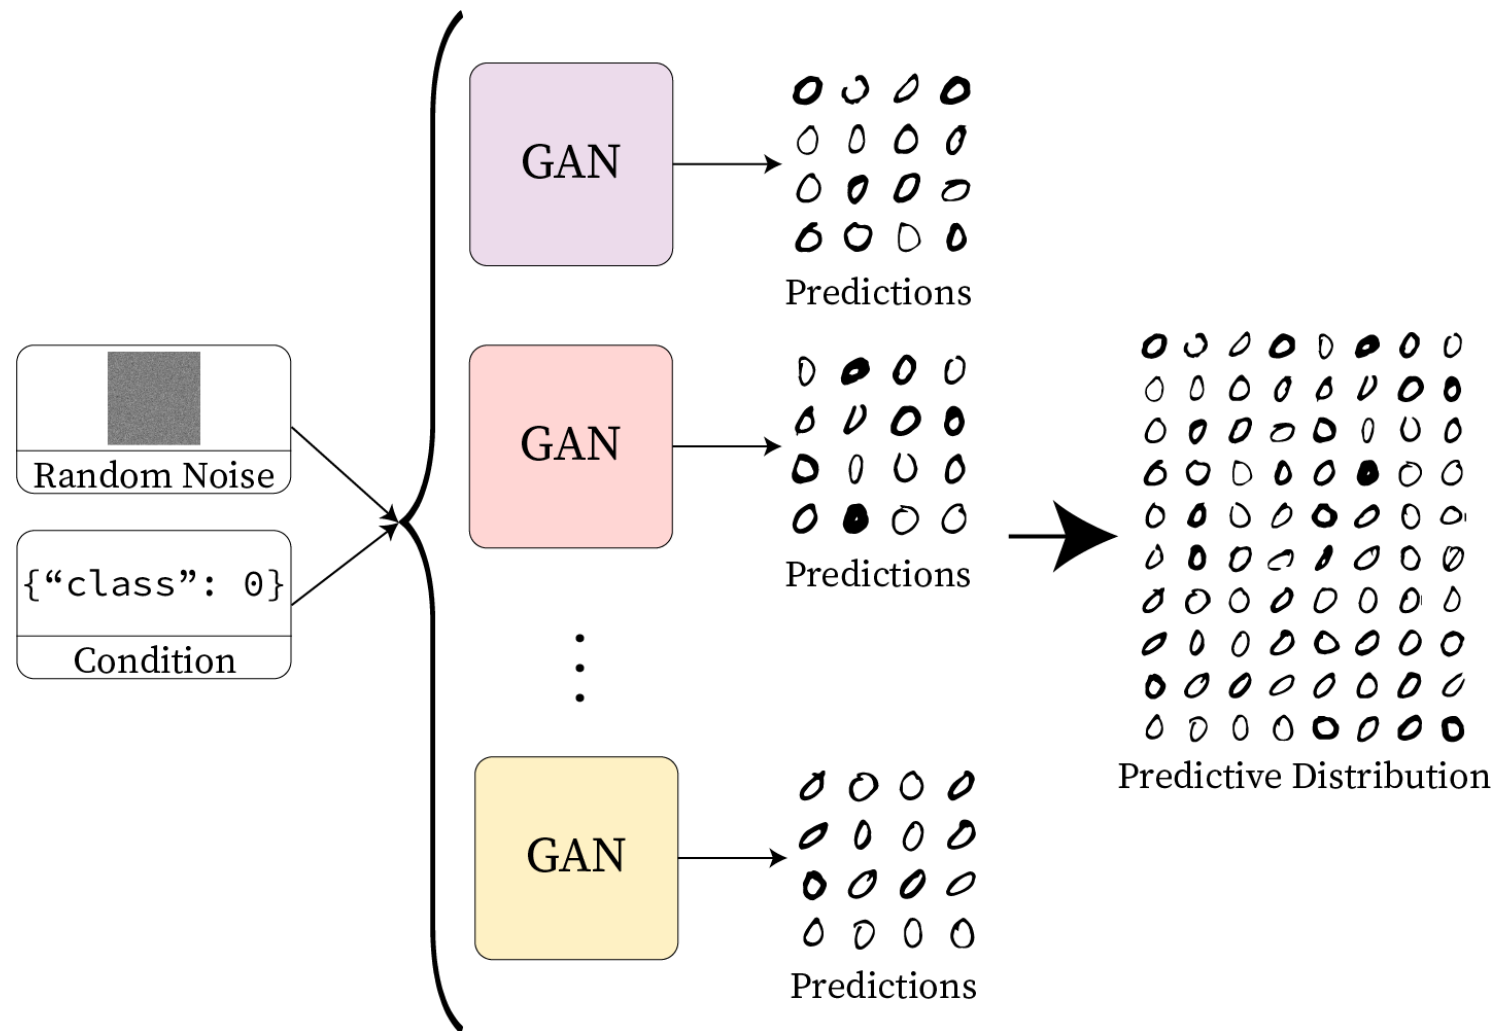 GAN
Predictions
Random Noise
{“class”: 0}
Condition
GAN
Predictions
GAN
Predictions
Predictive Distribution